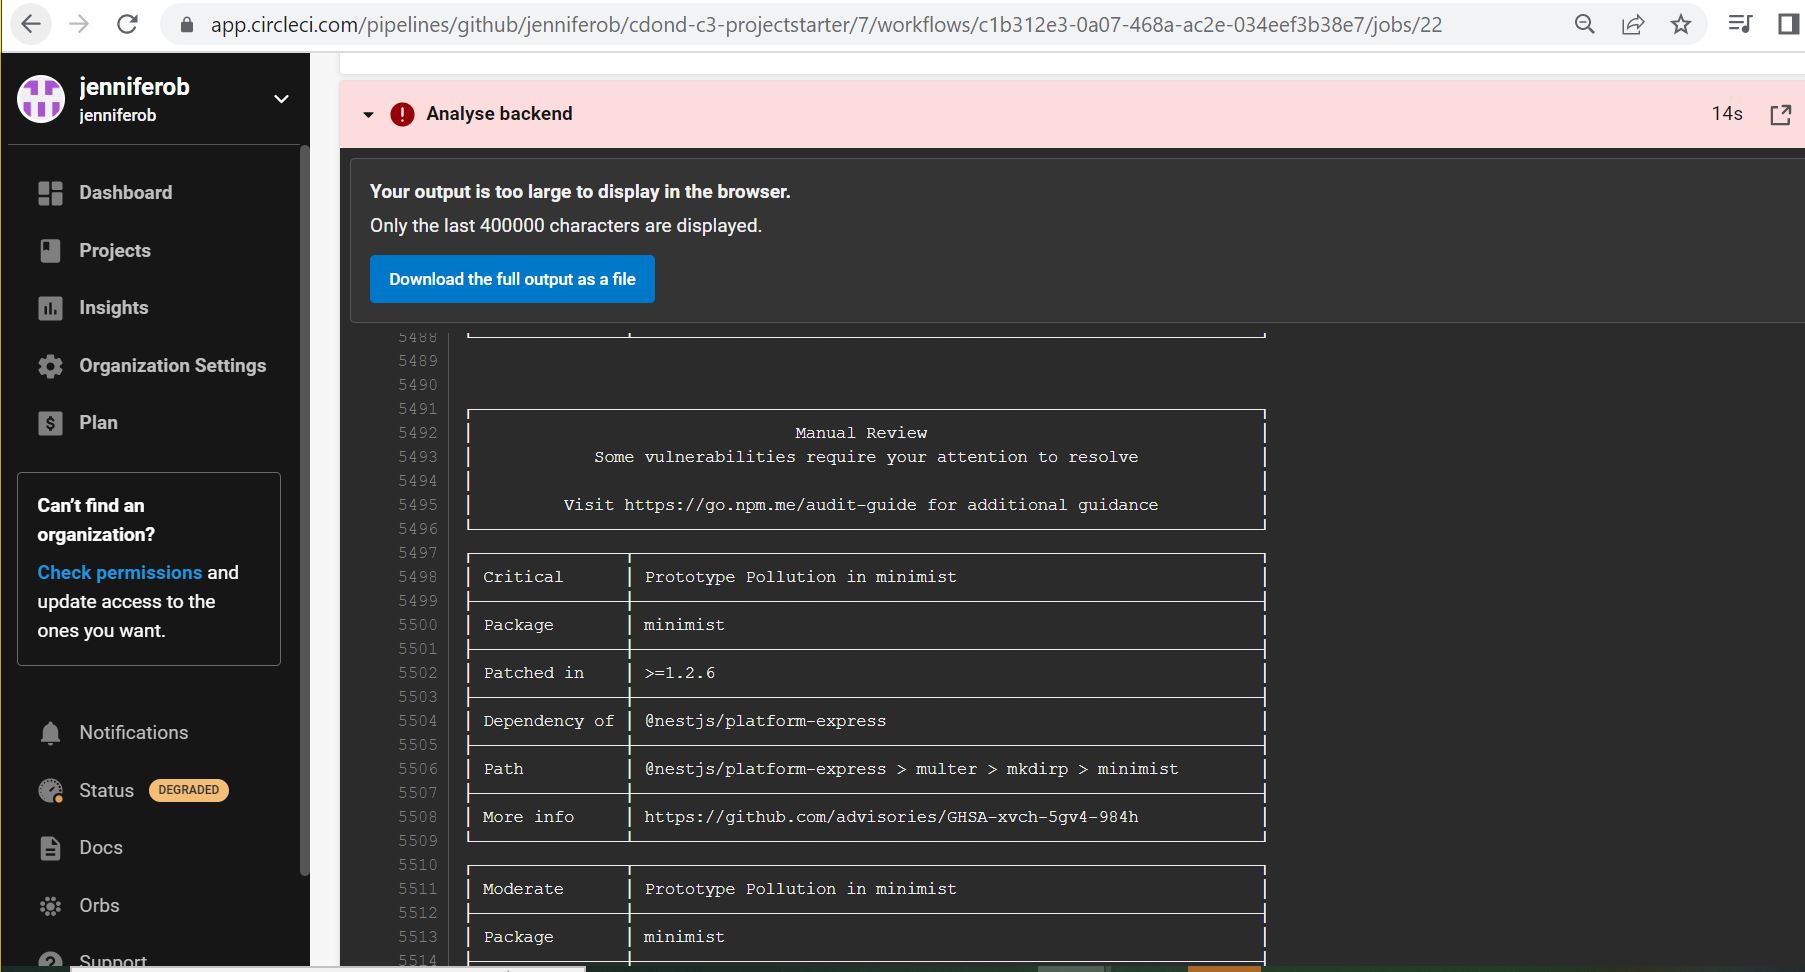 app.circleci.com/pipelines/github/jenniferob/cdond-c3-projectstarter/7/workflows/c1b312e3-0a07-468a-ac2e-034eef3b38e7/jobs/22
jenniferob
jenniferob
Dashboard
Projects
Insights
Organization Settings
Plan
Can't find an
organization?
Check permissions and
update access to the
ones you want.
Notifications
Status DEGRADED
Docs
Orbs
Support
Analyse backend 14s
Your output is too large to display in the browser.
Only the last 400000 characters are displayed.
Download the full output as a file
5488
5489
5490
5491
5492 Manual Review
5493 Some vulnerabilities require your attention to resolve
5494
5495 Visit https://go.npm.me/audit-guide for additional guidance
5496
5497
5498 Critical Prototype Pollution in minimist
5499
5500 Package minimist
5501
5502 Patched in >=1.2.6
5503
5504 Dependency of @nestjs/platform-express
5505
5506 Path @nestjs/platform-express > multer > mkdirp > minimist
5507
5508 More info https://github.com/advisories/GHSA-xvch-5gv4-984h
5509
5510
5511 Moderate Prototype Pollution in minimist
5512
5513 Package minimist
5514